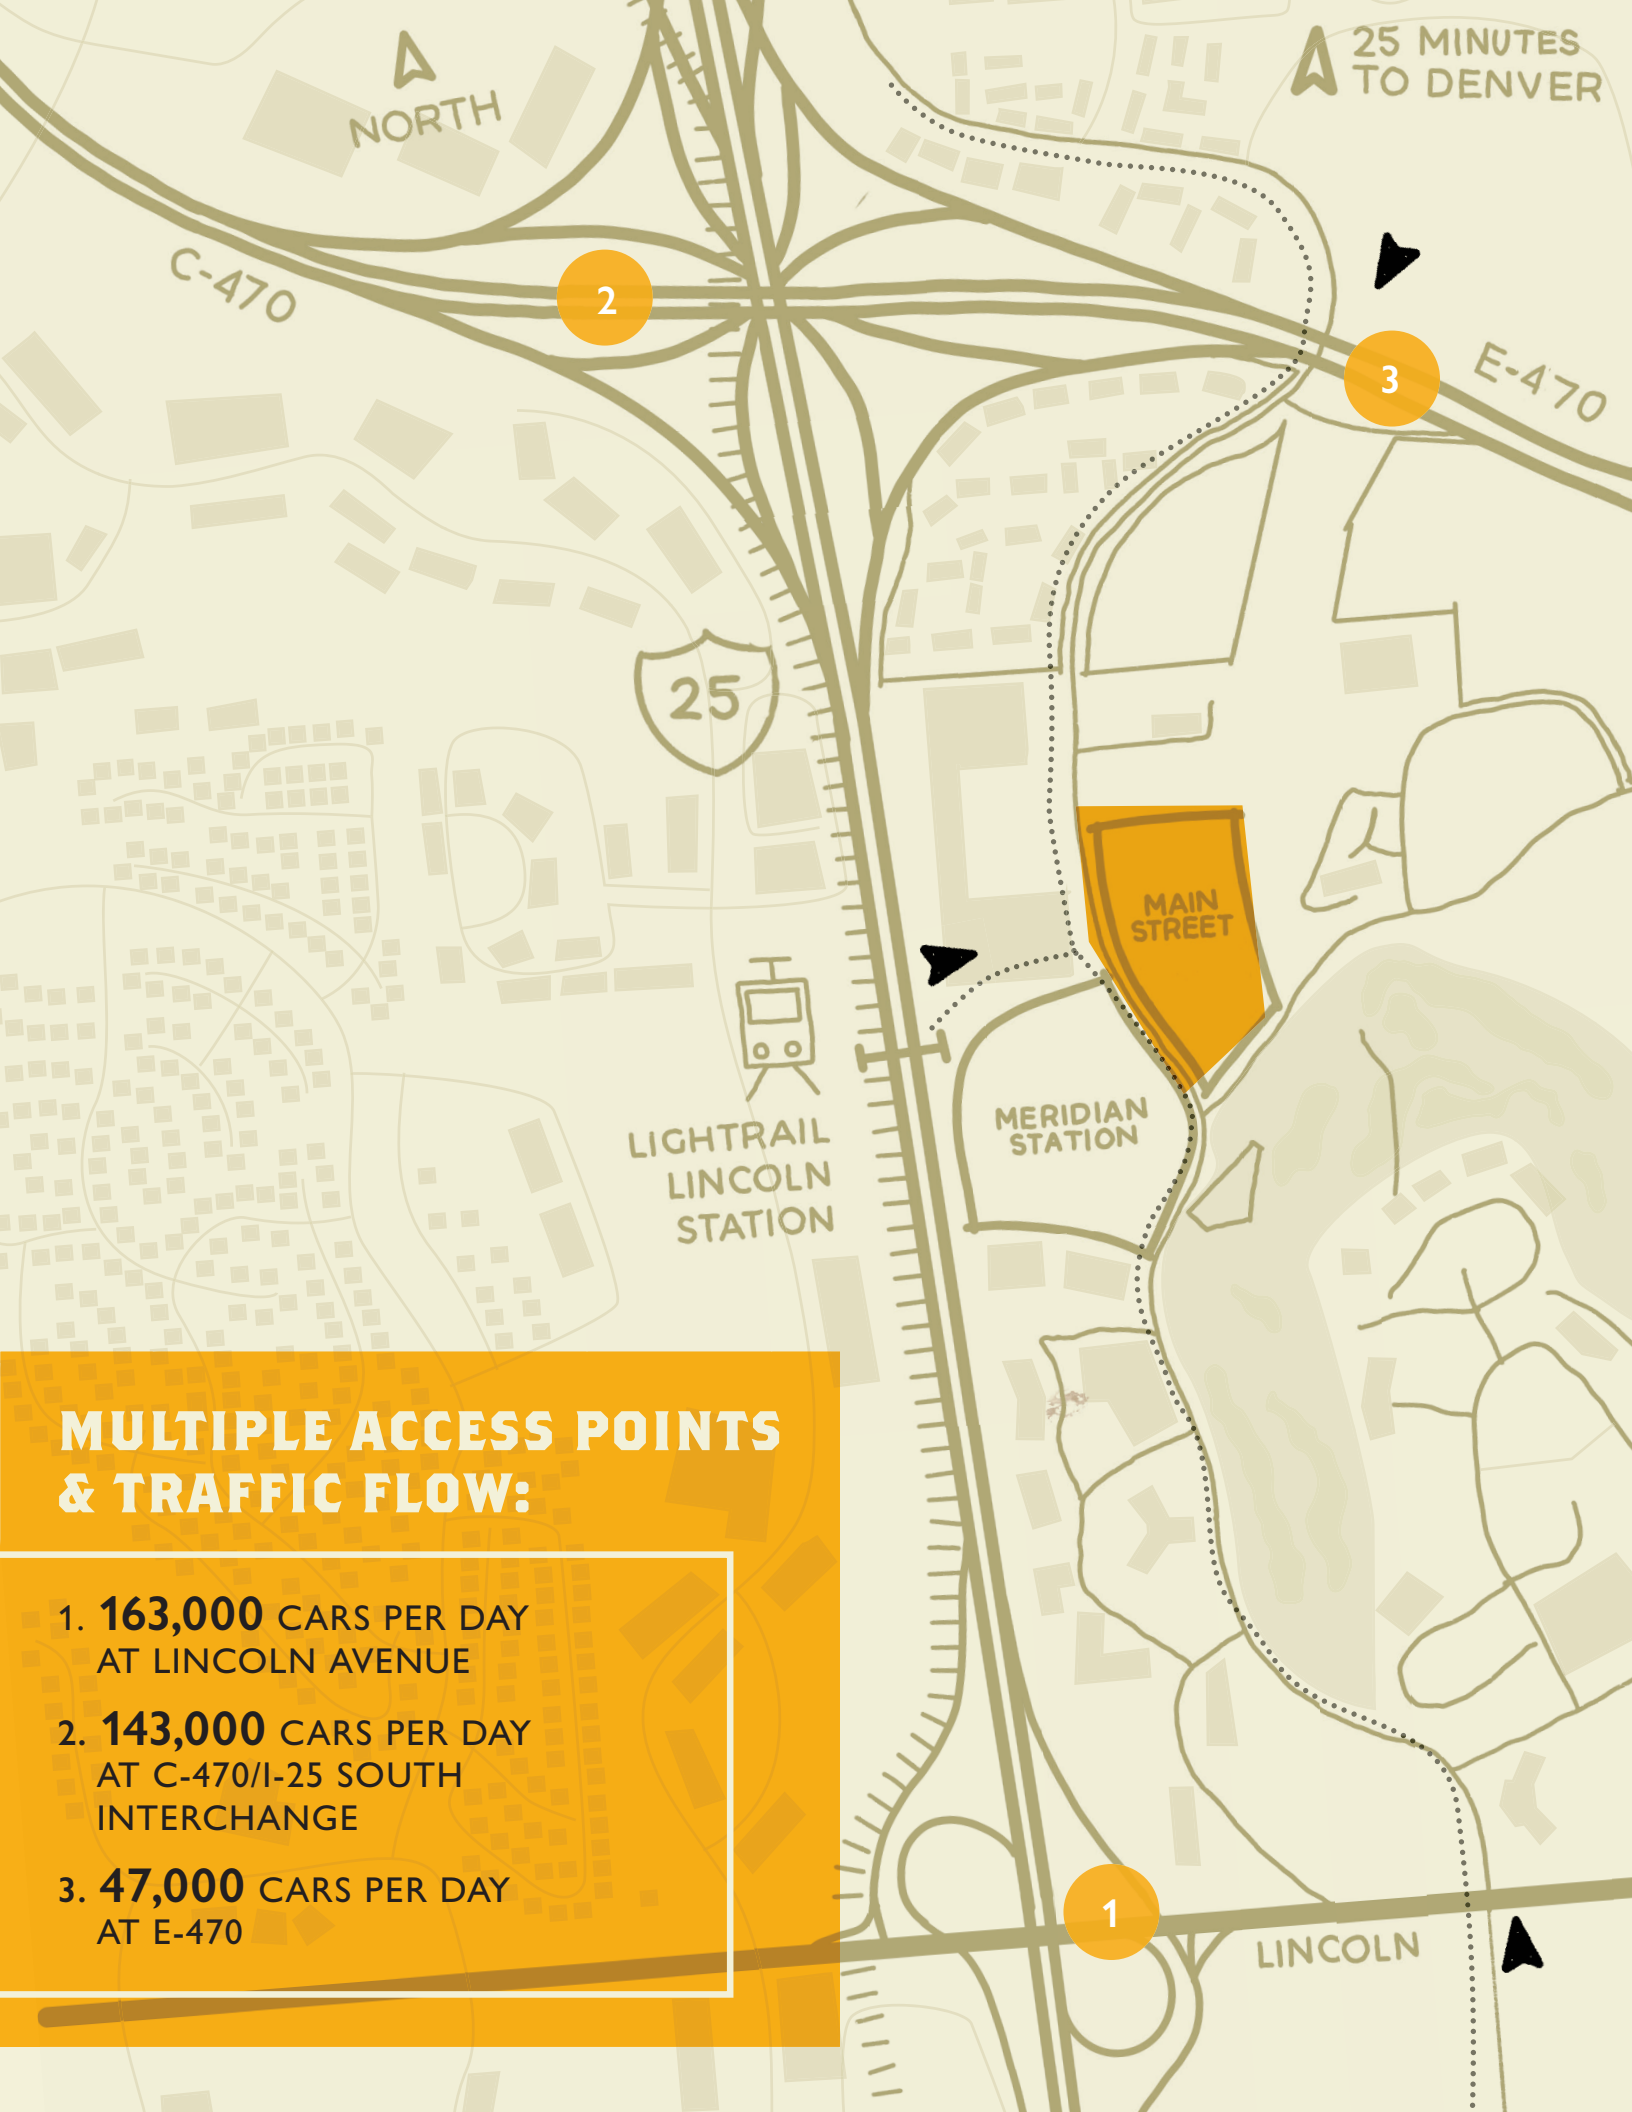 25 MINUTES
TO DENVER
NORTH
C-470
2
3
E-470
25
MAIN
STREET
MERIDIAN
STATION
LIGHTRAIL
LINCOLN
STATION
MULTIPLE ACCESS POINTS
& TRAFFIC FLOW:
1. 163,000 CARS PER DAY
AT LINCOLN AVENUE
2. 143,000 CARS PER DAY
AT C-470/I-25 SOUTH
INTERCHANGE
3. 47,000 CARS PER DAY
AT E-470
1
LINCOLN